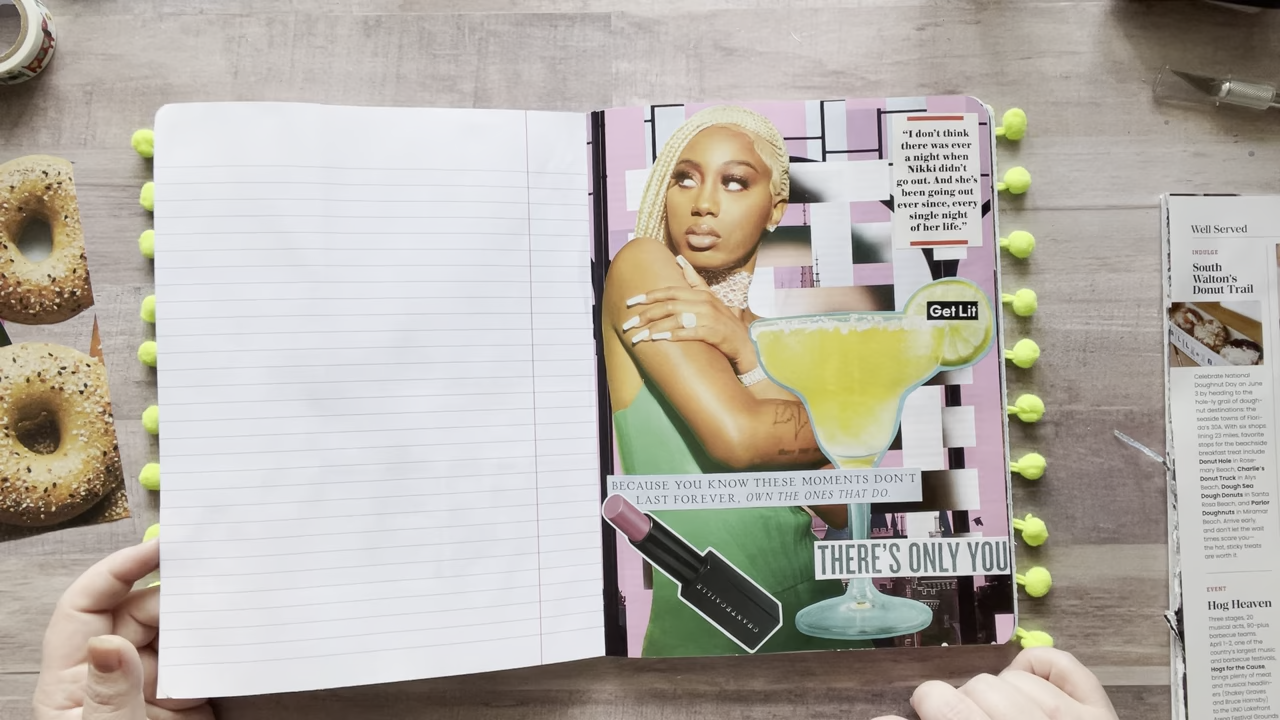 “I don’t think
there was ever
a night when
Nikki didn’t
go out. And she’s
been going out
ever since, every
single night
of her life.”
Get Lit
BECAUSE YOU KNOW THESE MOMENTS DON’T
LAST FOREVER, OWN THE ONES THAT DO.
THERE’S ONLY YOU
CHANTECAILLE
Well Served
INDULGE
South
Walton’s
Donut Trail
Celebrate National
Doughnut Day on June
3 by heading to the
hole-ly grail of dough-
nut destinations: the
seaside towns of Flori-
da’s 30A. With six shops
lining 23 miles, favorite
stops for the beachside
breakfast treat include
Donut Hole in Rose-
mary Beach, Charlie’s
Donut Truck in Alys
Beach, Dough Sea
Dough Donuts in Santa
Rosa Beach, and Parlor
Doughnuts in Miramar
Beach. Arrive early,
and don’t let the wait
times scare you—
the hot, sticky treats
are worth it.
EVENT
Hog Heaven
Three stages, 20
musical acts, 90-plus
barbecue teams:
April 1–2, one of the
country’s largest music
and barbecue festivals,
Hogs for the Cause
brings plenty of meat
and musical headlin-
ers (Shakey Graves
and Bruce Hornsby)
to the UNO Lakefront
Arena Festival Grounds